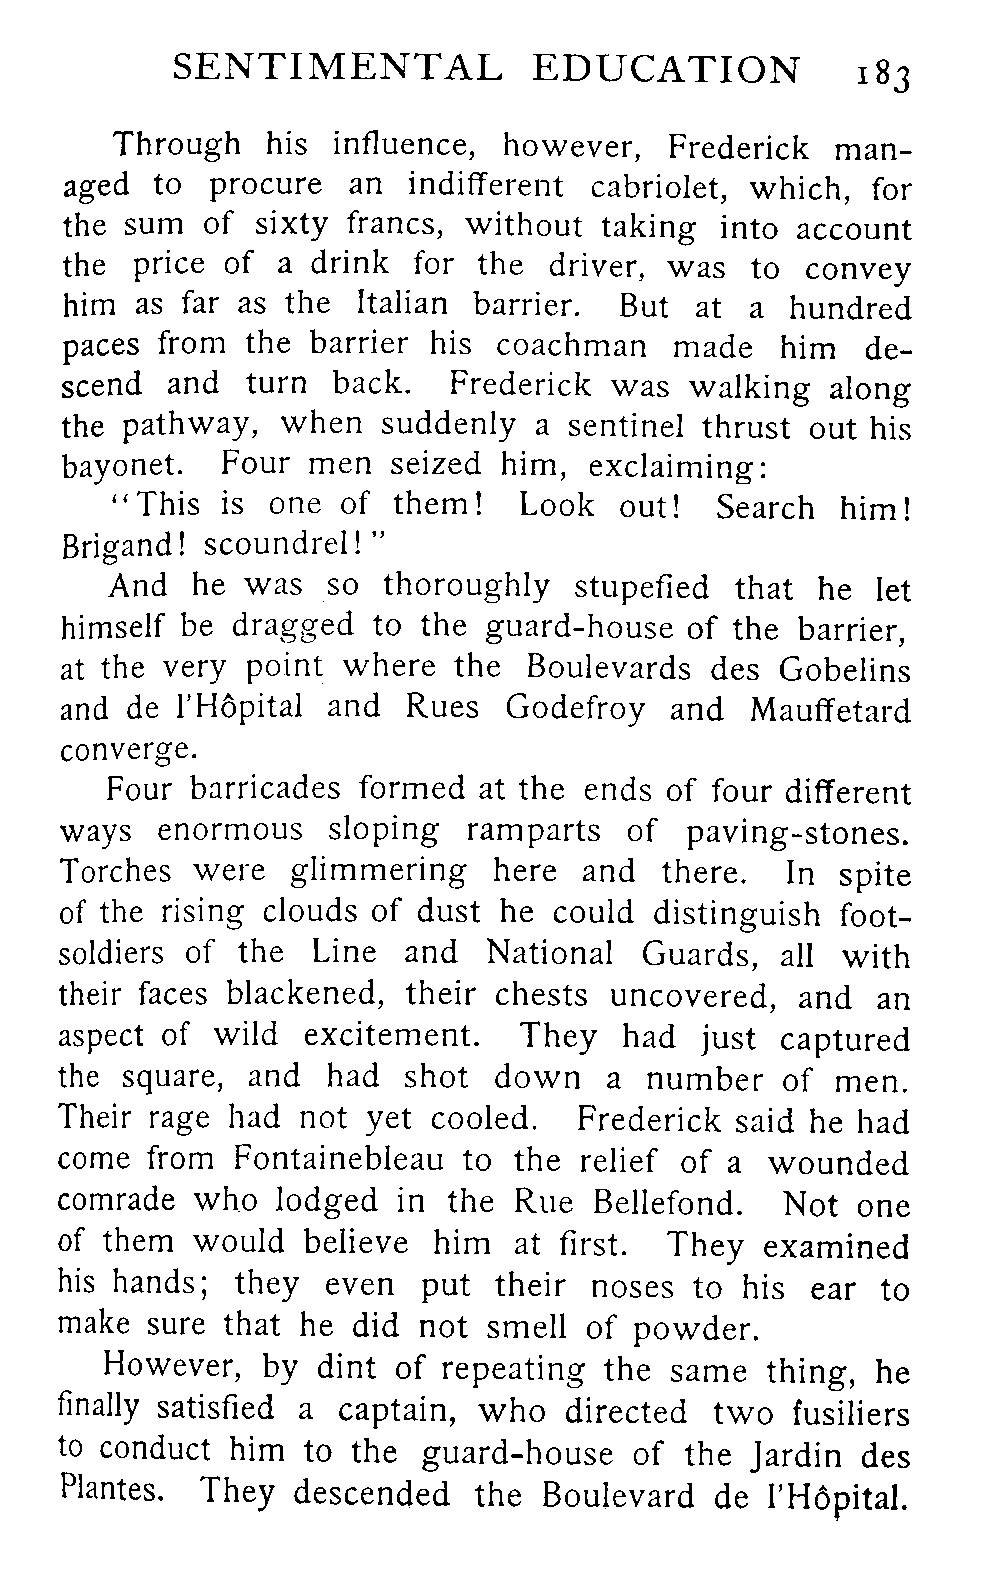 SENTIMENTAL EDUCATION 183
Through his influence, however, Frederick man-
aged to procure an indifferent cabriolet, which, for
the sum of sixty francs, without taking into account
the price of a drink for the driver, was to convey
him as far as the Italian barrier. But at a hundred
paces from the barrier his coachman made him de-
scend and turn back. Frederick was walking along
the pathway, when suddenly a sentinel thrust out his
bayonet. Four men seized him, exclaiming:
“This is one of them! Look out! Search him!
Brigand! scoundrel!”
And he was so thoroughly stupefied that he let
himself be dragged to the guard-house of the barrier,
at the very point where the Boulevards des Gobelins
and de l’Hôpital and Rues Godefroy and Mauffetard
converge.
Four barricades formed at the ends of four different
ways enormous sloping ramparts of paving-stones.
Torches were glimmering here and there. In spite
of the rising clouds of dust he could distinguish foot-
soldiers of the Line and National Guards, all with
their faces blackened, their chests uncovered, and an
aspect of wild excitement. They had just captured
the square, and had shot down a number of men.
Their rage had not yet cooled. Frederick said he had
come from Fontainebleau to the relief of a wounded
comrade who lodged in the Rue Bellefond. Not one
of them would believe him at first. They examined
his hands; they even put their noses to his ear to
make sure that he did not smell of powder.
However, by dint of repeating the same thing, he
finally satisfied a captain, who directed two fusiliers
to conduct him to the guard-house of the Jardin des
Plantes. They descended the Boulevard de l’Hôpital.